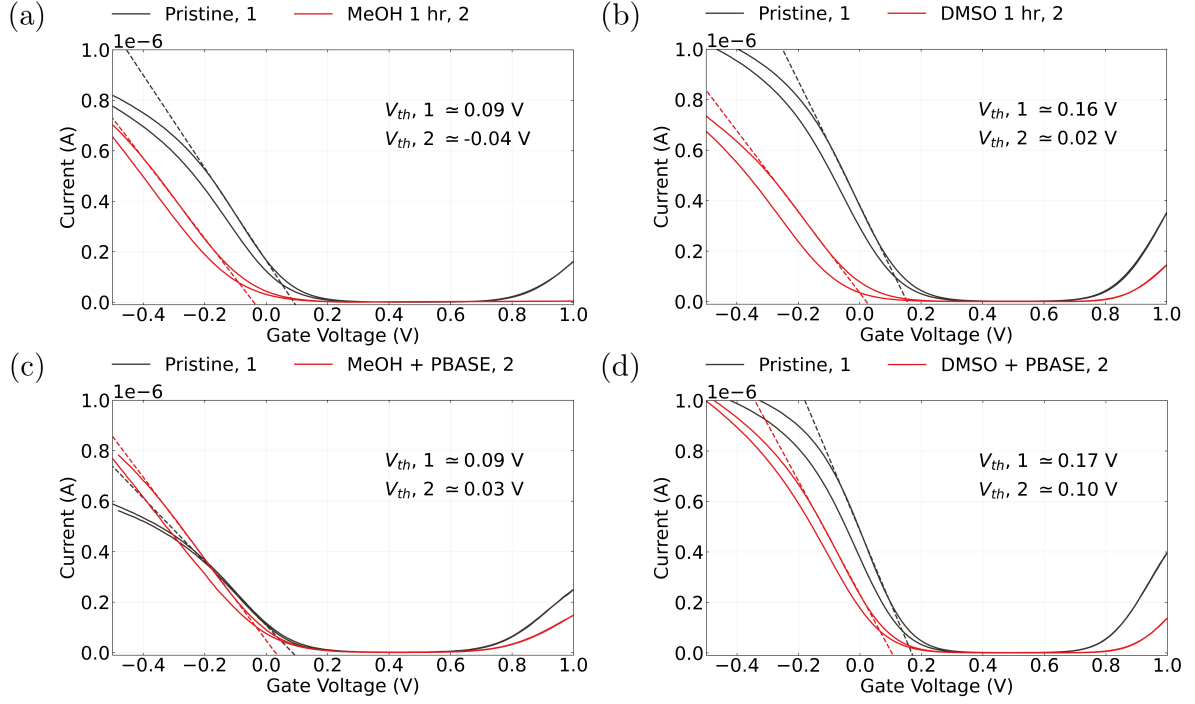 (a)
Pristine, 1 MeOH 1 hr, 2
1e−6
1.0
0.8
0.6
0.4
0.2
0.0
Current (A)
V_th, 1 ≃0.09 V
V_th, 2 ≃-0.04 V
−0.4 −0.2 0.0 0.2 0.4 0.6 0.8 1.0
Gate Voltage (V)
(b)
Pristine, 1 DMSO 1 hr, 2
1e−6
1.0
0.8
0.6
0.4
0.2
0.0
Current (A)
V_th, 1 ≃0.16 V
V_th, 2 ≃0.02 V
−0.4 −0.2 0.0 0.2 0.4 0.6 0.8 1.0
Gate Voltage (V)
(c)
Pristine, 1 MeOH + PBASE, 2
1e−6
1.0
0.8
0.6
0.4
0.2
0.0
Current (A)
V_th, 1 ≃0.09 V
V_th, 2 ≃0.03 V
−0.4 −0.2 0.0 0.2 0.4 0.6 0.8 1.0
Gate Voltage (V)
(d)
Pristine, 1 DMSO + PBASE, 2
1e−6
1.0
0.8
0.6
0.4
0.2
0.0
Current (A)
V_th, 1 ≃0.17 V
V_th, 2 ≃0.10 V
−0.4 −0.2 0.0 0.2 0.4 0.6 0.8 1.0
Gate Voltage (V)